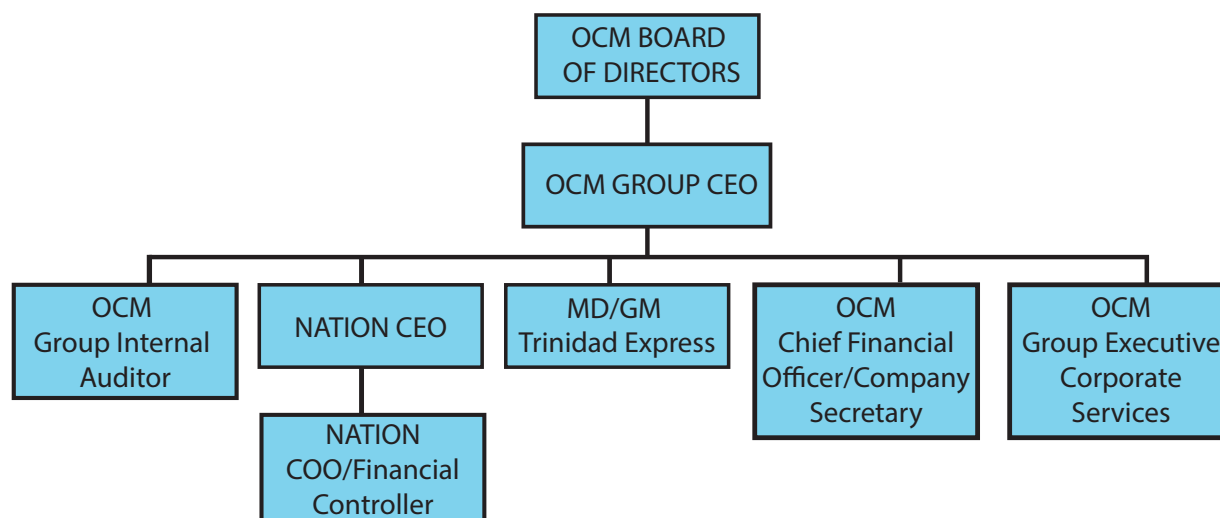 OCM BOARD
OF DIRECTORS
OCM GROUP CEO
OCM
Group Internal
Auditor
NATION CEO
MD/GM
Trinidad Express
OCM
Chief Financial
Officer/Company
Secretary
OCM
Group Executive
Corporate
Services
NATION
COO/Financial
Controller